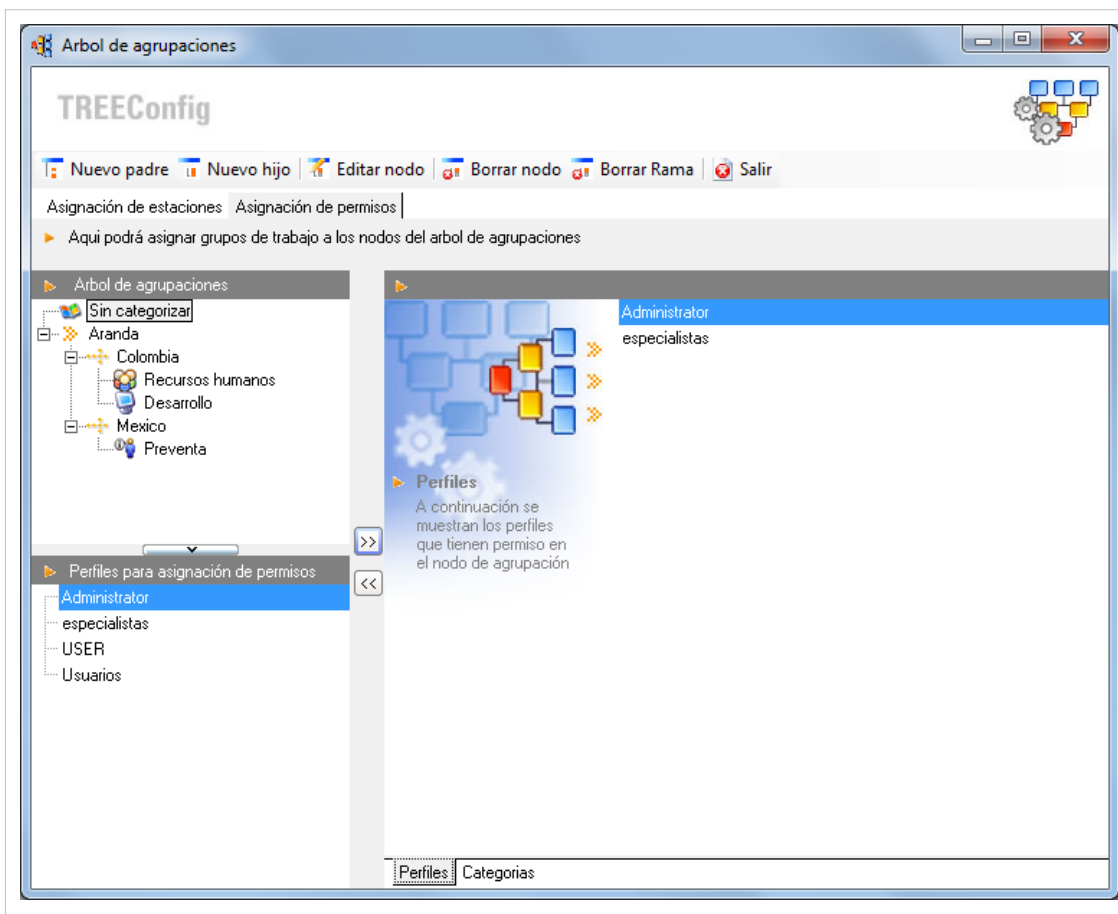 Arbol de agrupaciones
TREEConfig
Nuevo padre Nuevo hijo Editar nodo Borrar nodo Borrar Rama Salir
Asignación de estaciones Asignación de permisos
Aqui podrá asignar grupos de trabajo a los nodos del arbol de agrupaciones
Arbol de agrupaciones
Sin categorizar
Aranda
Colombia
Recursos humanos
Desarrollo
Mexico
Preventa
>>
<<
Perfiles para asignación de permisos
Administrator
especialistas
USER
Usuarios
Perfiles
A continuación se
muestran los perfiles
que tienen permiso en
el nodo de agrupación
Administrator
especialistas
Perfiles Categorias